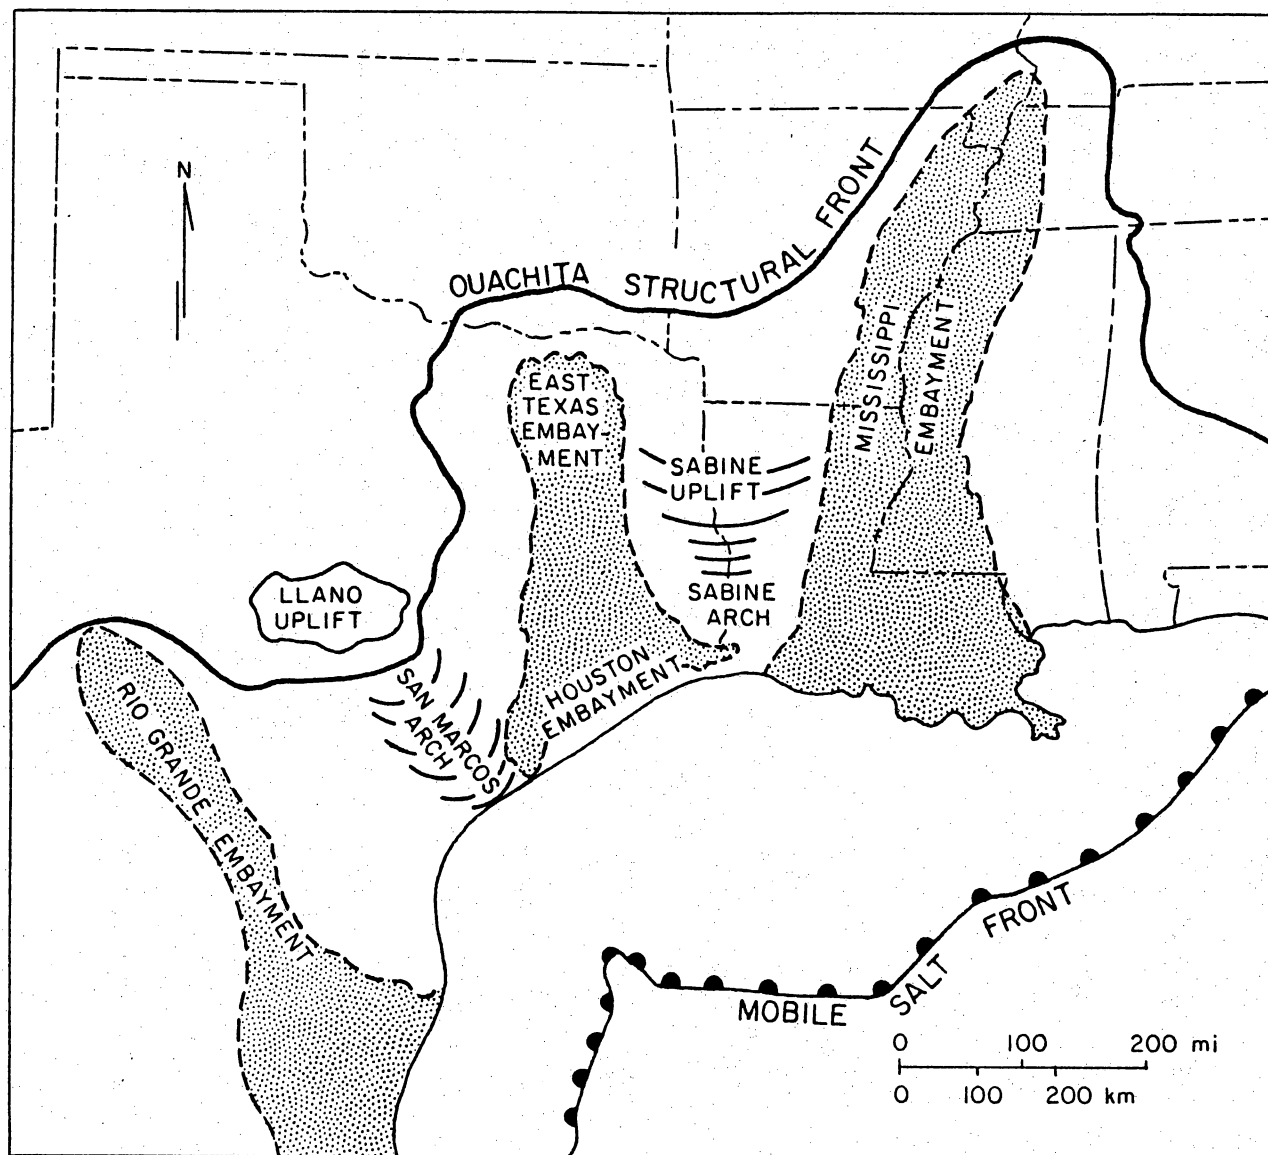 N
OUACHITA STRUCTURAL FRONT
EAST
TEXAS
EMBAY-
MENT
MISSISSIPPI
EMBAYMENT
SABINE
UPLIFT
SABINE
ARCH
LLANO
UPLIFT
SAN MARCOS
ARCH
HOUSTON
EMBAYMENT
RIO GRANDE EMBAYMENT
MOBILE SALT FRONT
0 100 200 mi
0 100 200 km